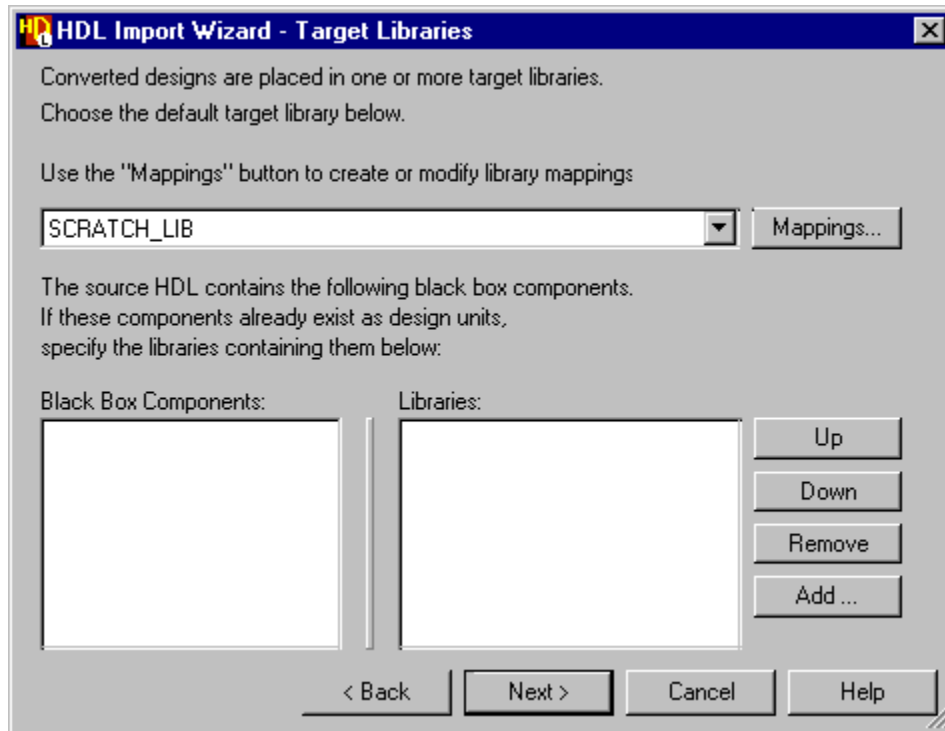 HDL Import Wizard - Target Libraries
Converted designs are placed in one or more target libraries.
Choose the default target library below.
Use the "Mappings" button to create or modify library mappings
SCRATCH_LIB
Mappings...
The source HDL contains the following black box components.
If these components already exist as design units,
specify the libraries containing them below:
Black Box Components:
Libraries:
Up
Down
Remove
Add ...
< Back
Next >
Cancel
Help